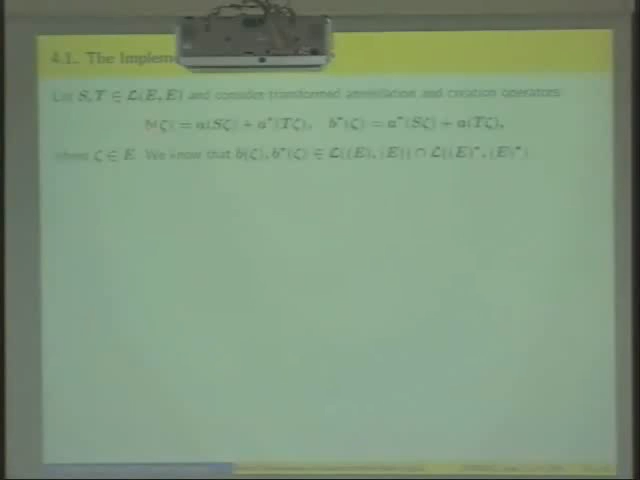 4.1. The Implem
Let S, T ∈ L(E, E) and consider transformed annihilation and creation operators:
b(ζ) = a(Sζ) + a*(Tζ), b*(ζ) = a*(Sζ) + a(Tζ),
where ζ ∈ E. We know that b(ζ), b*(ζ) ∈ L((E), (E)) ∩ L((E)*, (E)*)